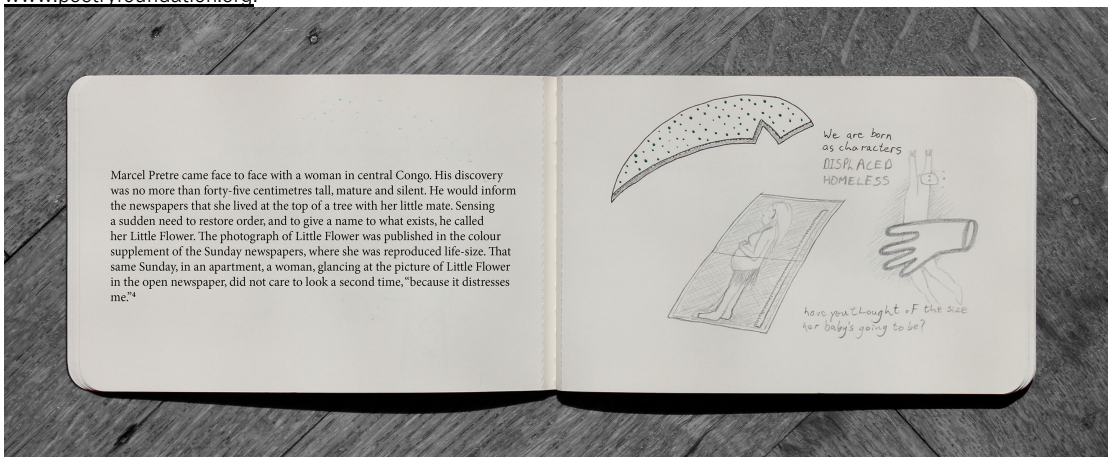 www.poetryfoundation.org.
Marcel Pretre came face to face with a woman in central Congo. His discovery
was no more than forty-five centimetres tall, mature and silent. He would inform
the newspapers that she lived at the top of a tree with her little mate. Sensing
a sudden need to restore order, and to give a name to what exists, he called
her Little Flower. The photograph of Little Flower was published in the colour
supplement of the Sunday newspapers, where she was reproduced life-size. That
same Sunday, in an apartment, a woman, glancing at the picture of Little Flower
in the open newspaper, did not care to look a second time, “because it distresses
me.”⁴
We are born
as characters
DISPLACED
HOMELESS
have you thought of the size
her baby's going to be?